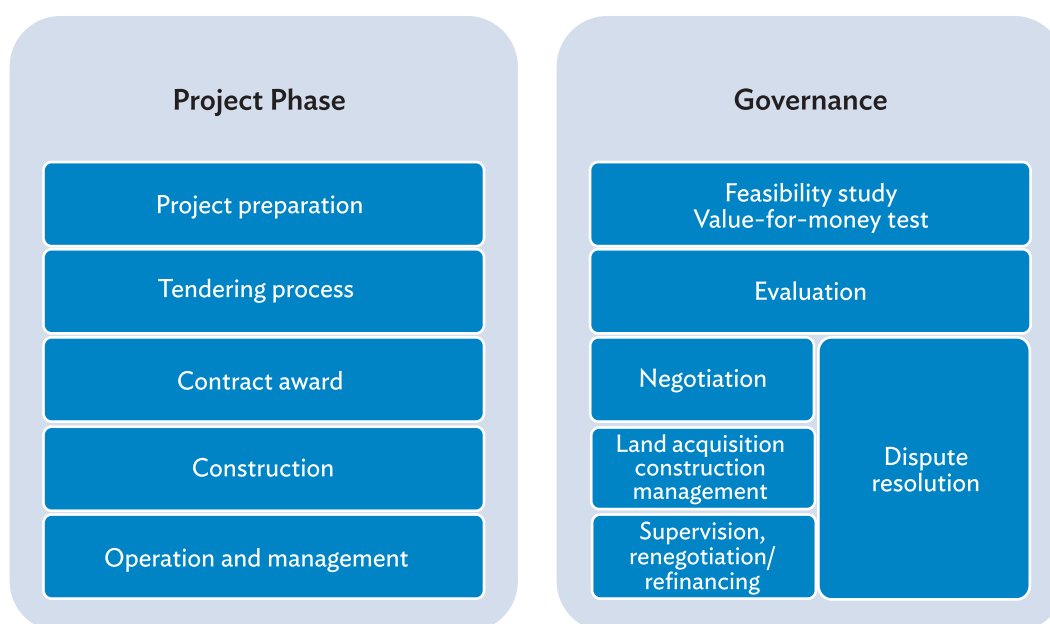 Project Phase
Project preparation
Tendering process
Contract award
Construction
Operation and management
Governance
Feasibility study
Value-for-money test
Evaluation
Negotiation
Land acquisition
construction
management
Supervision,
renegotiation/
refinancing
Dispute
resolution